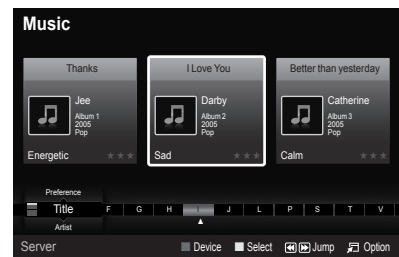 Music
Thanks
I Love You
Better than yesterday
Jee
Album 1
2005
Pop
Energetic
Darby
Album 2
2005
Pop
Sad
Catherine
Album 3
2005
Pop
Calm
Preference
Title F G H I J L P S T V
Artist
Server Device Select Jump Option